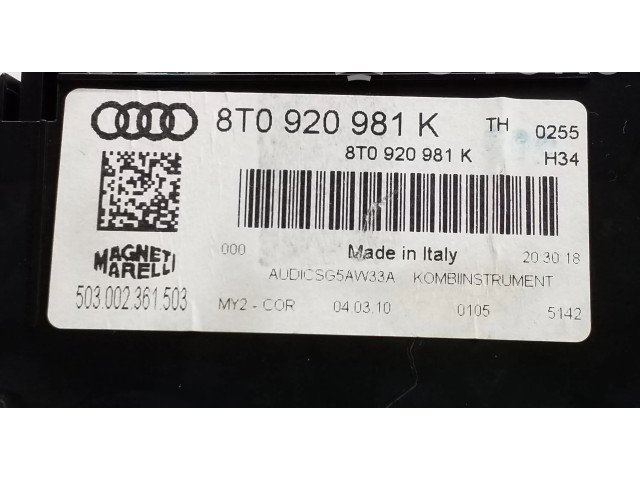 8T0 920 981 K TH 0255
8T0 920 981 K H34
000 Made in Italy 20:30:18
MAGNETI
MARELLI
AUDICSG5AW33A KOMBIINSTRUMENT
503.002.361.503 MY2 - COR 04.03.10 0105 5142